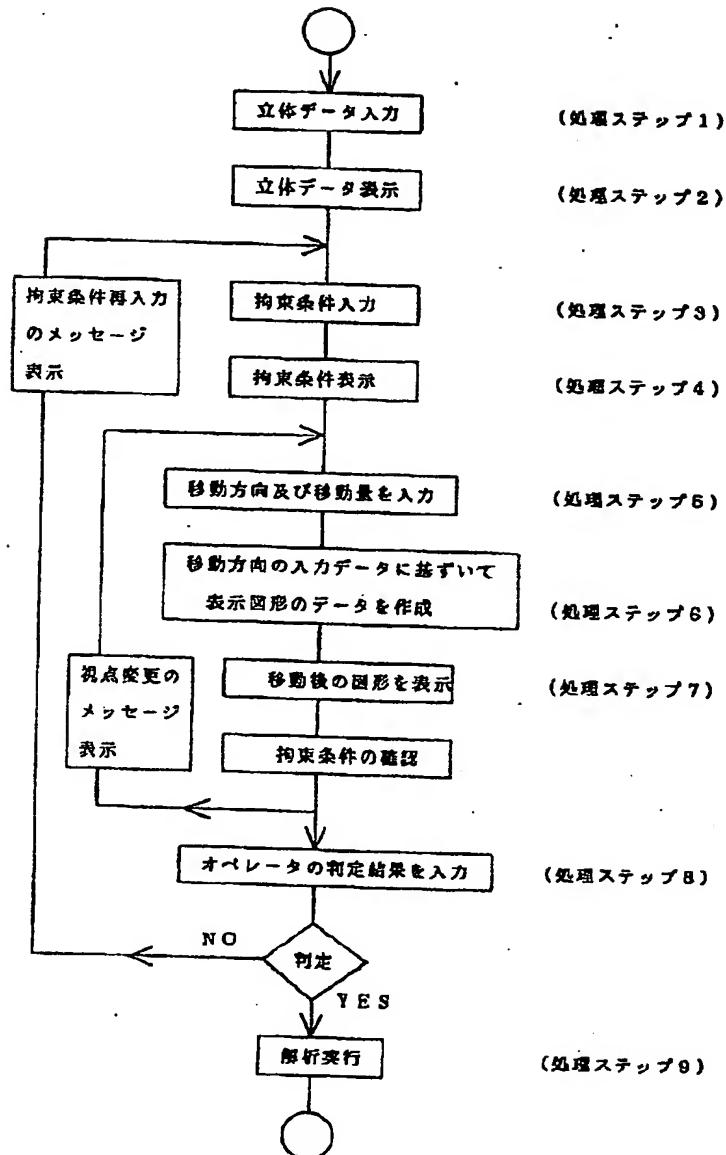 立体データ入力
(処理ステップ1)
立体データ表示
(処理ステップ2)
拘束条件再入力
のメッセージ
表示
拘束条件入力
(処理ステップ3)
拘束条件表示
(処理ステップ4)
移動方向及び移動量を入力
(処理ステップ5)
移動方向の入力データに基ずいて
表示図形のデータを作成
(処理ステップ6)
視点変更の
メッセージ
表示
移動後の図形を表示
(処理ステップ7)
拘束条件の確認
オペレータの判定結果を入力
(処理ステップ8)
NO
判定
YES
解析実行
(処理ステップ9)